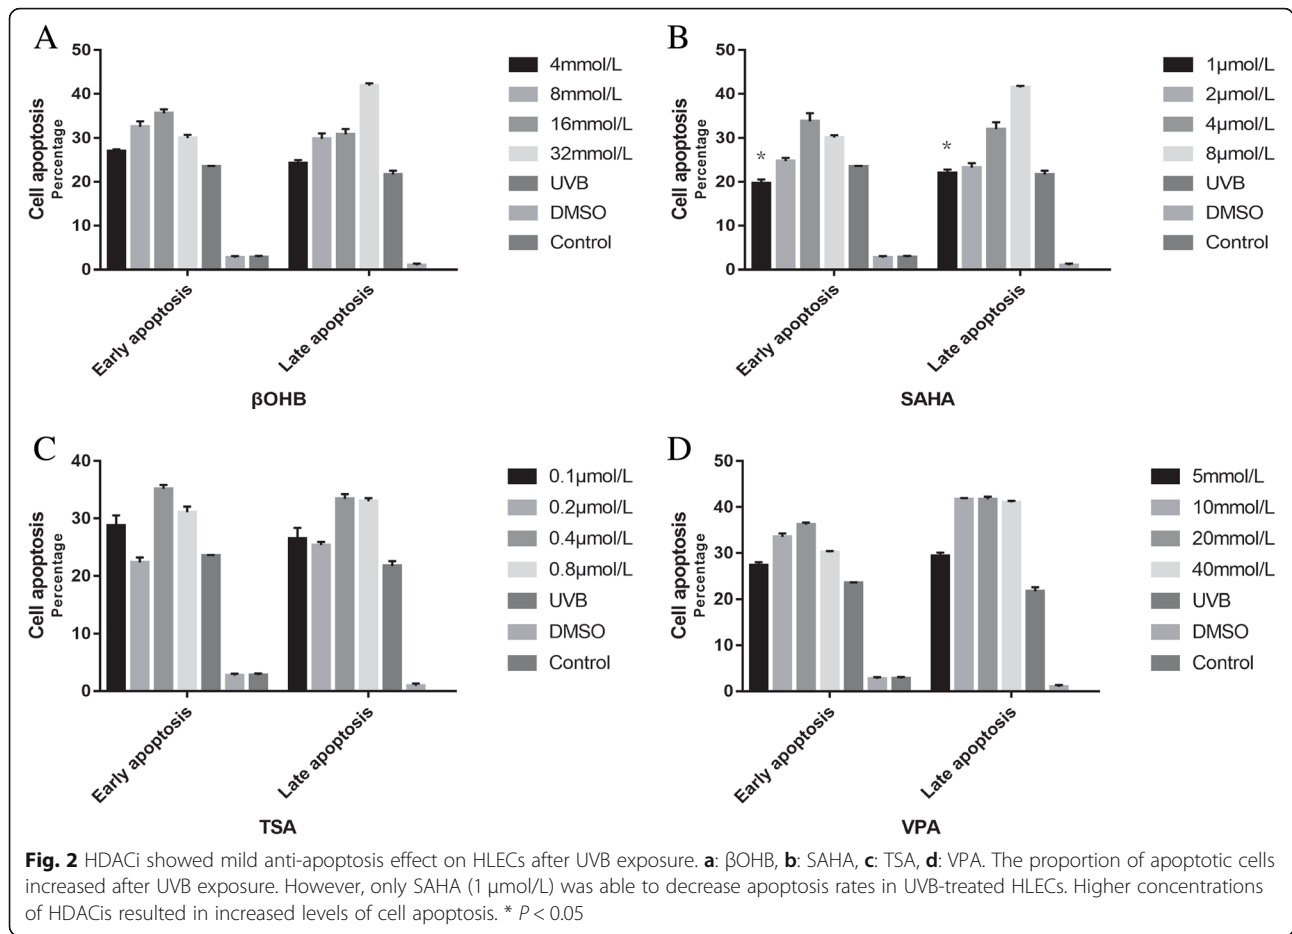 A
50
40
30
20
10
0
Cell apoptosis
Percentage
Early apoptosis
Late apoptosis
βOHB
4mmol/L
8mmol/L
16mmol/L
32mmol/L
UVB
DMSO
Control
B
50
40
30
20
10
0
Cell apoptosis
Percentage
*
*
Early apoptosis
Late apoptosis
SAHA
1µmol/L
2µmol/L
4µmol/L
8µmol/L
UVB
DMSO
Control
C
40
30
20
10
0
Cell apoptosis
Percentage
Early apoptosis
Late apoptosis
TSA
0.1µmol/L
0.2µmol/L
0.4µmol/L
0.8µmol/L
UVB
DMSO
Control
D
50
40
30
20
10
0
Cell apoptosis
Percentage
Early apoptosis
Late apoptosis
VPA
5mmol/L
10mmol/L
20mmol/L
40mmol/L
UVB
DMSO
Control
Fig. 2 HDACi showed mild anti-apoptosis effect on HLECs after UVB exposure. a: βOHB, b: SAHA, c: TSA, d: VPA. The proportion of apoptotic cells
increased after UVB exposure. However, only SAHA (1 µmol/L) was able to decrease apoptosis rates in UVB-treated HLECs. Higher concentrations
of HDACis resulted in increased levels of cell apoptosis. * P < 0.05